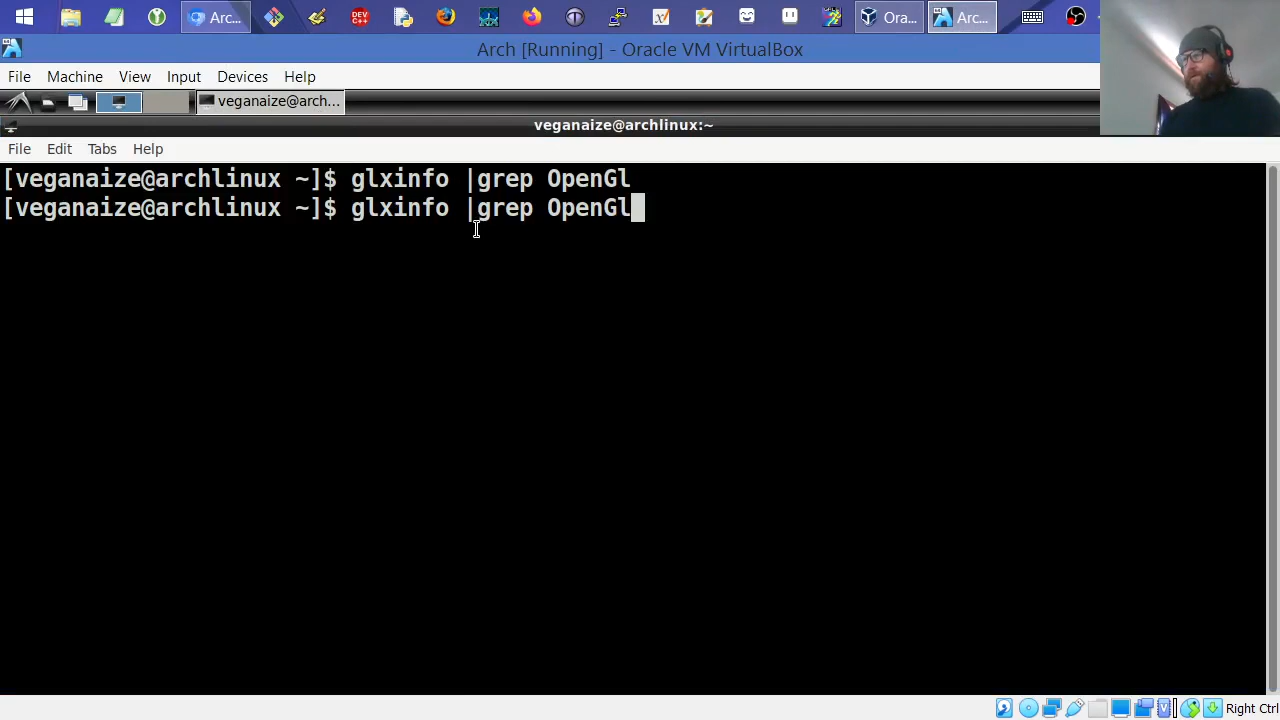 Arc...
DEV
C++
Ora...
Arc...
Arch [Running] - Oracle VM VirtualBox
File Machine View Input Devices Help
veganaize@arch...
veganaize@archlinux:~
File Edit Tabs Help
[veganaize@archlinux ~]$ glxinfo |grep OpenGl
[veganaize@archlinux ~]$ glxinfo |grep OpenGl
Right Ctrl